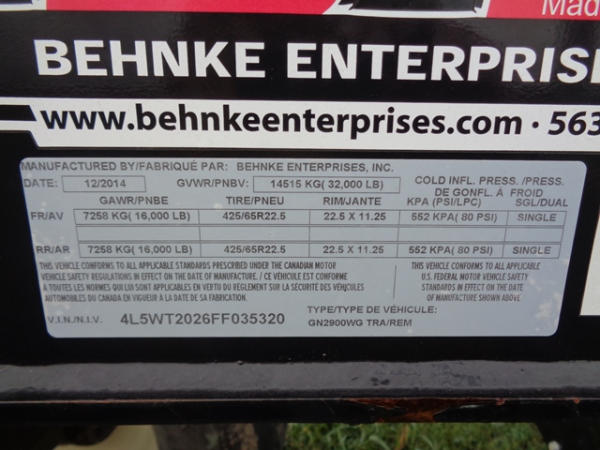 Mad
BEHNKE ENTERPRIS
www.behnkeenterprises.com · 563
MANUFACTURED BY/FABRIQUÉ PAR: BEHNKE ENTERPRISES, INC.
DATE: 12/2014 GVWR/PNBV: 14515 KG( 32,000 LB) COLD INFL. PRESS./PRESS. DE GONFL. À FROID
GAWR/PNBE TIRE/PNEU RIM/JANTE KPA (PSI/LPC) SGL/DUAL
FR/AV 7258 KG( 16,000 LB) 425/65R22.5 22.5 X 11.25 552 KPA( 80 PSI) SINGLE
RR/AR 7258 KG( 16,000 LB) 425/65R22.5 22.5 X 11.25 552 KPA( 80 PSI) SINGLE
THIS VEHICLE CONFORMS TO ALL APPLICABLE STANDARDS PRESCRIBED UNDER THE CANADIAN MOTOR
VEHICLE SAFETY REGULATIONS IN EFFECT ON THE DATE OF MANUFACTURE. / CE VÉHICULE EST CONFORME
À TOUTES LES NORMES QUI LUI SONT APPLICABLES EN VERTU DU RÈGLEMENT SUR LA SÉCURITÉ DES VÉHICULES
AUTOMOBILES DU CANADA EN VIGUEUR À LA DATE DE SA FABRICATION.
THIS VEHICLE CONFORMS TO ALL APPLICABLE
U.S. FEDERAL MOTOR VEHICLE SAFETY
STANDARDS IN EFFECT ON THE DATE OF
MANUFACTURE SHOWN ABOVE.
V.I.N./N.I.V. 4L5WT2026FF035320
TYPE/TYPE DE VÉHICULE:
GN2900WG TRA/REM